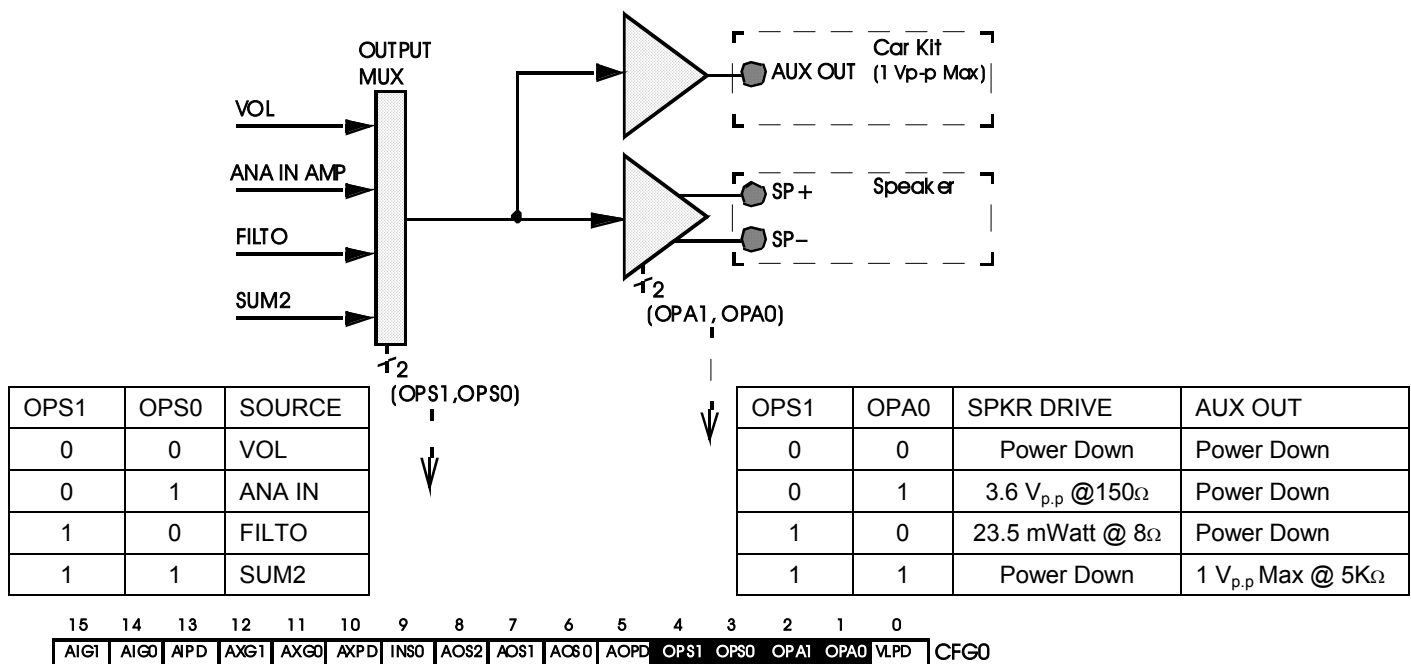 OUTPUT
MUX
VOL
ANA IN AMP
FILTO
SUM2
2
(OPS1,OPS0)
AUX OUT
Car Kit
(1 Vp-p Max)
SP+
Speaker
SP–
2
(OPA1, OPA0)
OPS1 OPS0 SOURCE
0 0 VOL
0 1 ANA IN
1 0 FILTO
1 1 SUM2
OPS1 OPA0 SPKR DRIVE AUX OUT
0 0 Power Down Power Down
0 1 3.6 Vp.p @150Ω Power Down
1 0 23.5 mWatt @ 8Ω Power Down
1 1 Power Down 1 Vp.p Max @ 5KΩ
15 14 13 12 11 10 9 8 7 6 5 4 3 2 1 0
AIG1 AIG0 AIPD AXG1 AXG0 AXPD INS0 AOS2 AOS1 AOS0 AOPD OPS1 OPS0 OPA1 OPA0 VLPD CFG0